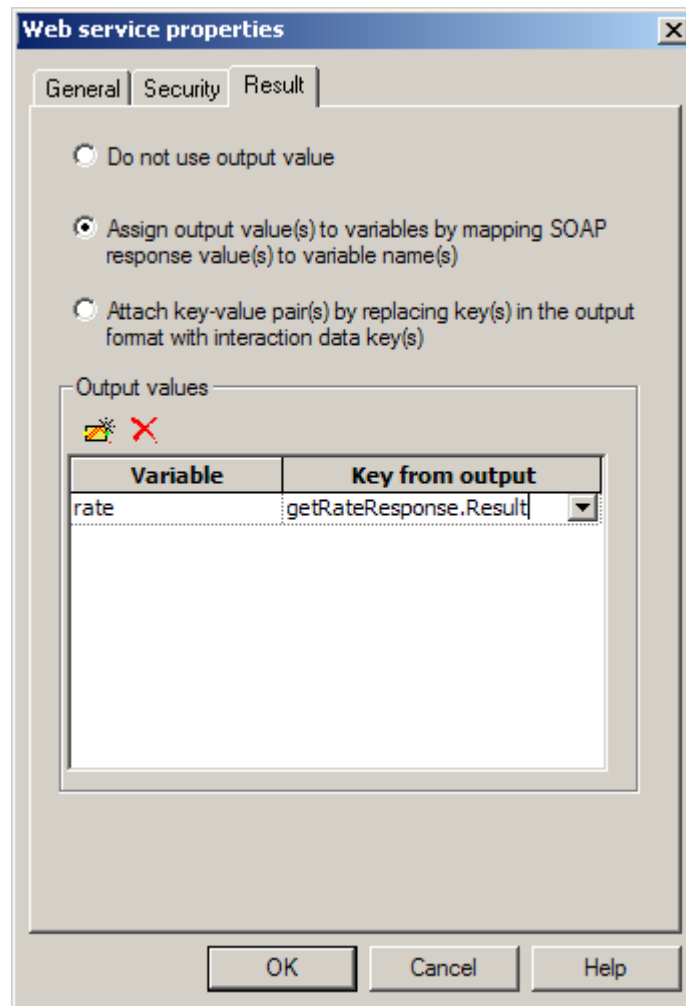 Web service properties
General Security Result
Do not use output value
Assign output value(s) to variables by mapping SOAP
response value(s) to variable name(s)
Attach key-value pair(s) by replacing key(s) in the output
format with interaction data key(s)
Output values
Variable Key from output
rate getRateResponse.Result
OK Cancel Help